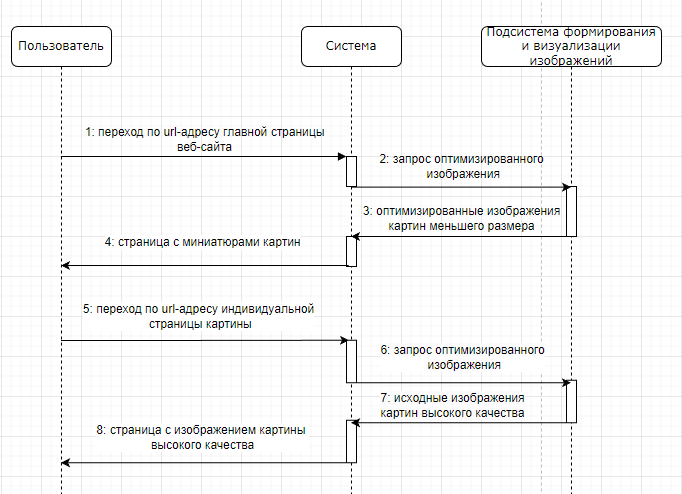 Пользователь
Система
Подсистема формирования
и визуализации
изображений
1: переход по url-адресу главной страницы
веб-сайта
2: запрос оптимизированного
изображения
3: оптимизированные изображения
картин меньшего размера
4: страница с миниатюрами картин
5: переход по url-адресу индивидуальной
страницы картины
6: запрос оптимизированного
изображения
7: исходные изображения
картин высокого качества
8: страница с изображением картины
высокого качества